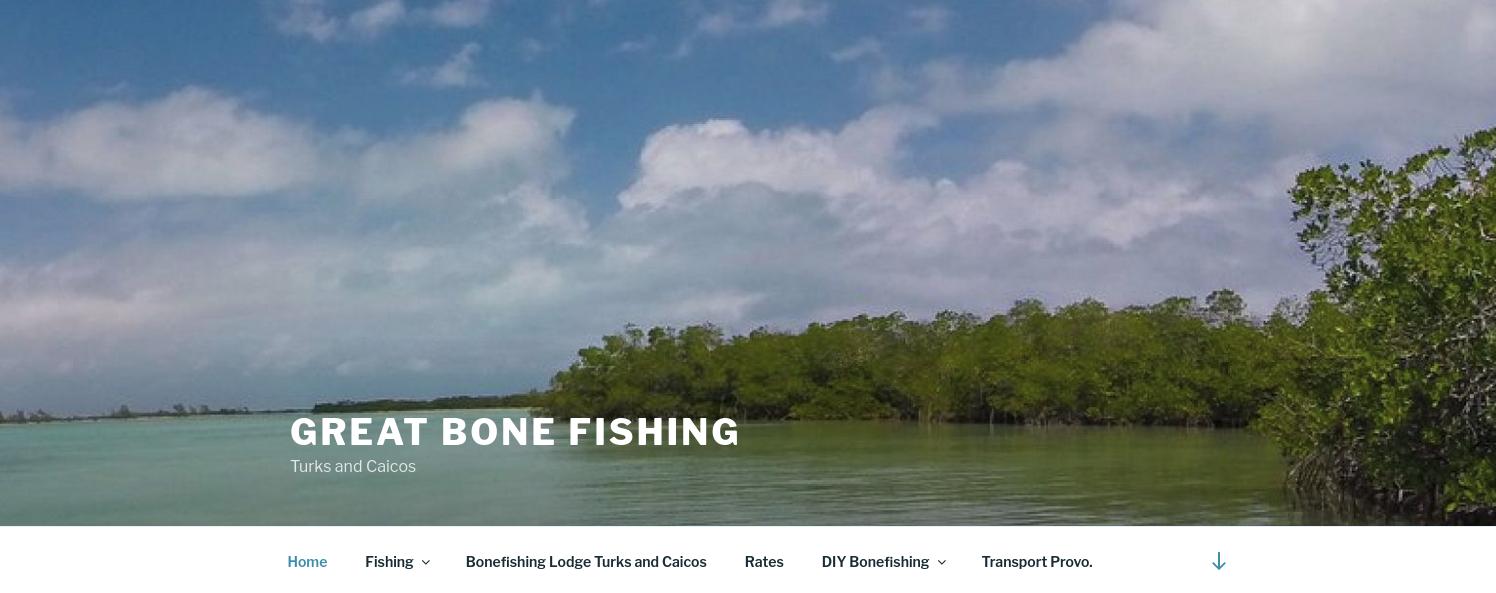 GREAT BONE FISHING
Turks and Caicos
Home Fishing Bonefishing Lodge Turks and Caicos Rates DIY Bonefishing Transport Provo.